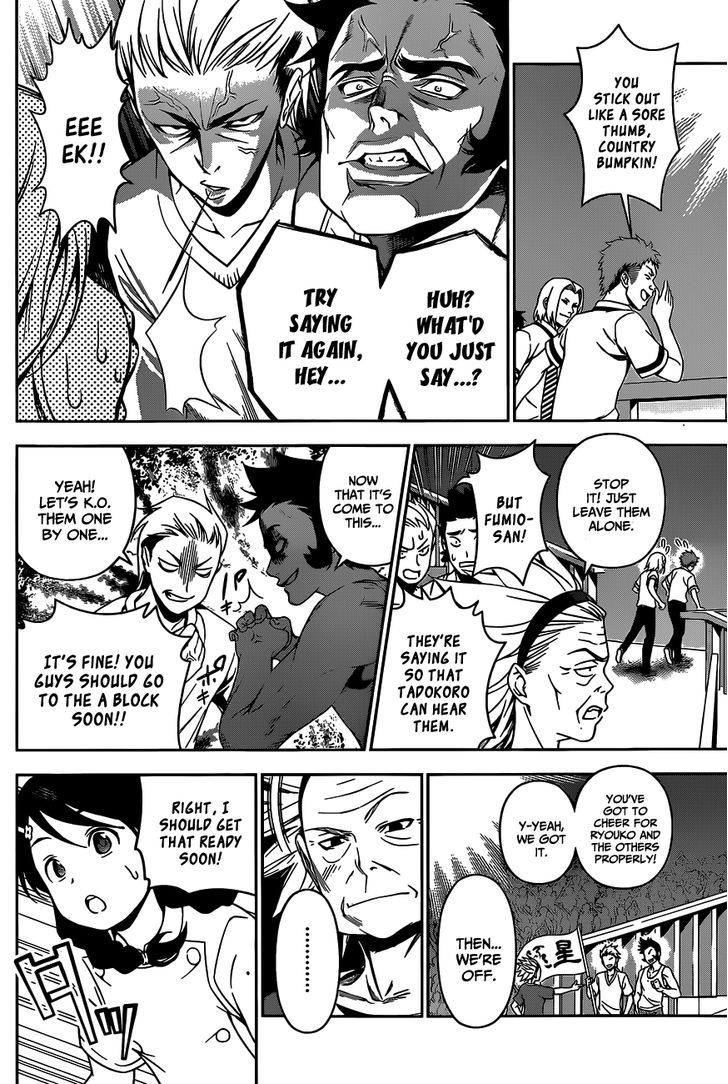 YOU
STICK OUT
LIKE A SORE
THUMB,
COUNTRY
BUMPKIN!
HUH?
WHAT'D
YOU JUST
SAY...?
TRY
SAYING
IT AGAIN,
HEY...
EEE
EK!!
STOP
IT! JUST
LEAVE THEM
ALONE.
BUT
FUMIO-
SAN!
THEY'RE
SAYING IT
SO THAT
TADOKORO
CAN HEAR
THEM.
NOW
THAT IT'S
COME TO
THIS...
YEAH!
LET'S K.O.
THEM ONE
BY ONE...
IT'S FINE! YOU
GUYS SHOULD GO
TO THE A BLOCK
SOON!!
YOU'VE
GOT TO
CHEER FOR
RYOUKO AND
THE OTHERS
PROPERLY!
Y-YEAH,
WE GOT
IT.
THEN...
WE'RE
OFF.
星
.........
RIGHT, I
SHOULD GET
THAT READY
SOON!